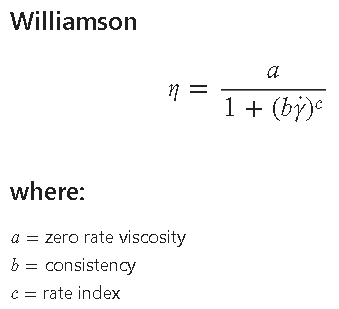 Williamson
η = a / 1 + (bγ̇)ᶜ
where:
a = zero rate viscosity
b = consistency
c = rate index